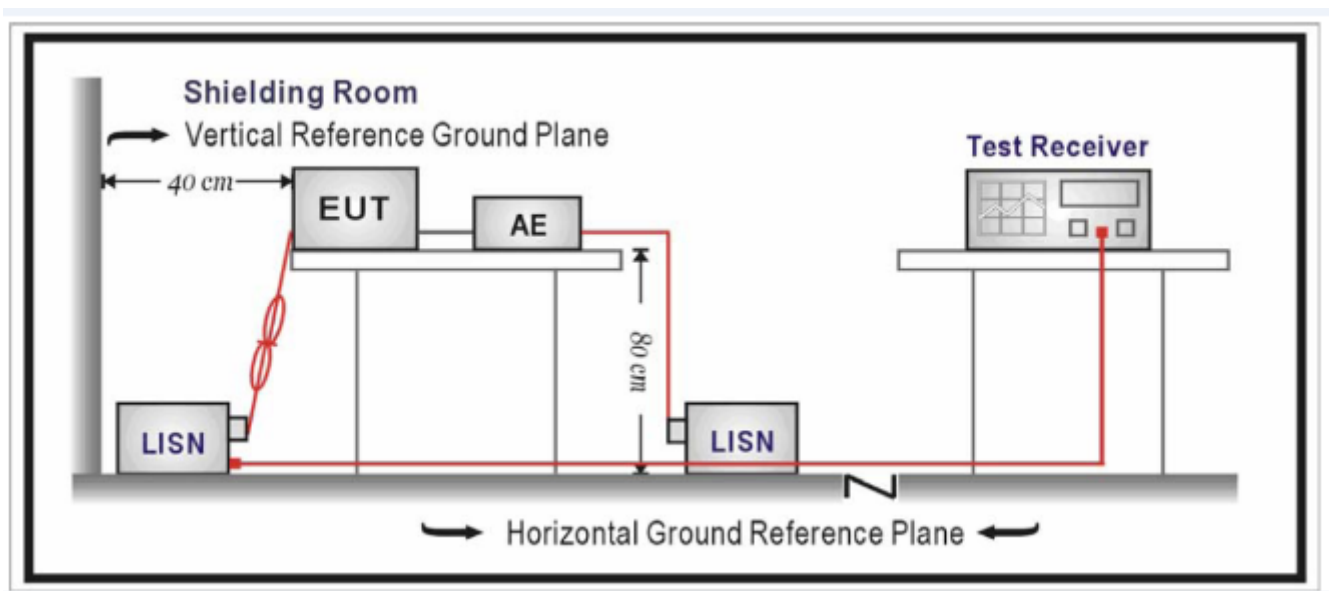 Shielding Room
Vertical Reference Ground Plane
Test Receiver
40 cm
EUT
AE
80 cm
LISN
LISN
Horizontal Ground Reference Plane